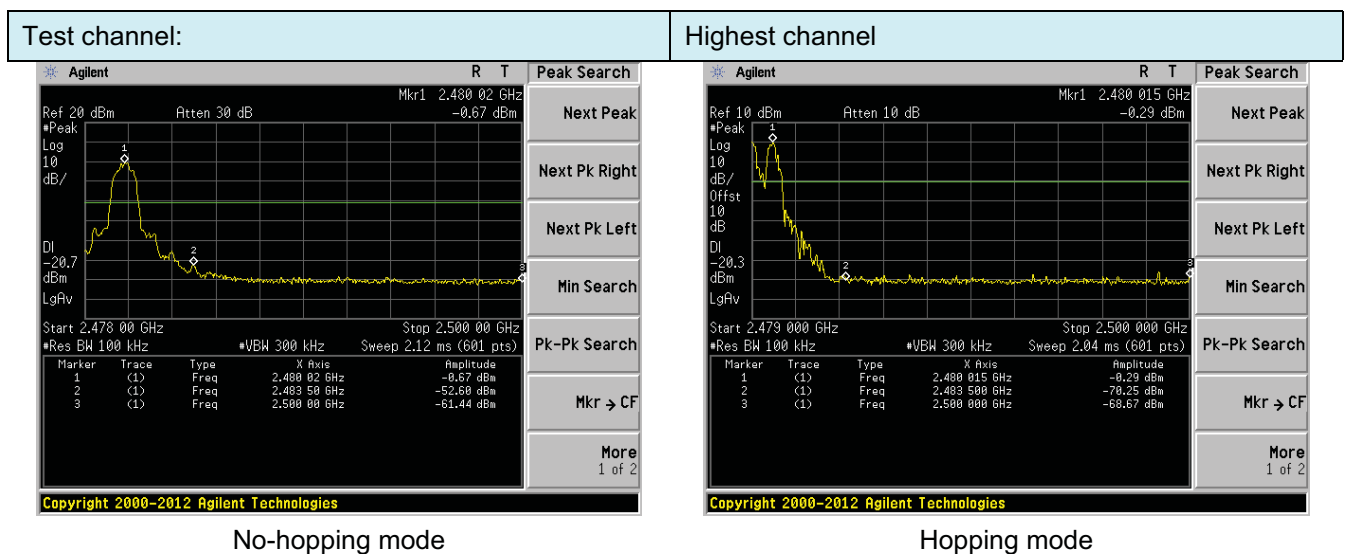 Test channel: Highest channel
Agilent R T Peak Search
Mkr1 2.480 02 GHz
Ref 20 dBm Atten 30 dB -0.67 dBm
#Peak
Log
10
dB/
DI
-20.7
dBm
LgAv
1
2
3
Start 2.478 00 GHz Stop 2.500 00 GHz
#Res BW 100 kHz #VBW 300 kHz Sweep 2.12 ms (601 pts)
Marker Trace Type X Axis Amplitude
1 (1) Freq 2.480 02 GHz -0.67 dBm
2 (1) Freq 2.483 50 GHz -52.60 dBm
3 (1) Freq 2.500 00 GHz -61.44 dBm
Next Peak
Next Pk Right
Next Pk Left
Min Search
Pk-Pk Search
Mkr → CF
More
1 of 2
Copyright 2000-2012 Agilent Technologies
No-hopping mode
Agilent R T Peak Search
Mkr1 2.480 015 GHz
Ref 10 dBm Atten 10 dB -0.29 dBm
#Peak
Log
10
dB/
Offst
10
dB
DI
-20.3
dBm
LgAv
1
2
3
Start 2.479 000 GHz Stop 2.500 000 GHz
#Res BW 100 kHz #VBW 300 kHz Sweep 2.04 ms (601 pts)
Marker Trace Type X Axis Amplitude
1 (1) Freq 2.480 015 GHz -0.29 dBm
2 (1) Freq 2.483 500 GHz -70.25 dBm
3 (1) Freq 2.500 000 GHz -68.67 dBm
Next Peak
Next Pk Right
Next Pk Left
Min Search
Pk-Pk Search
Mkr → CF
More
1 of 2
Copyright 2000-2012 Agilent Technologies
Hopping mode